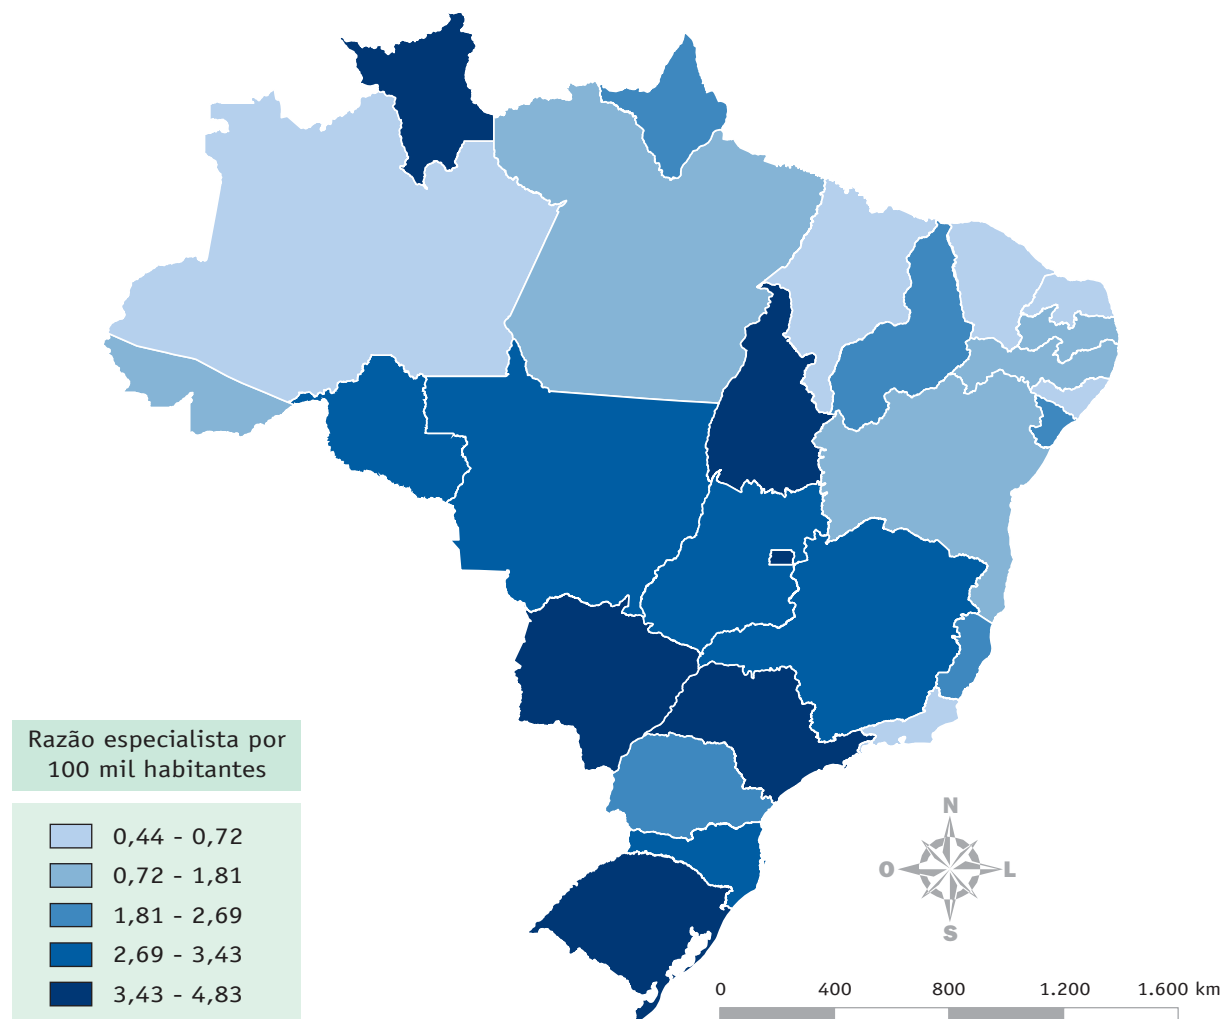 Razão especialista por
100 mil habitantes
0,44 - 0,72
0,72 - 1,81
1,81 - 2,69
2,69 - 3,43
3,43 - 4,83
N
O L
S
0 400 800 1.200 1.600 km